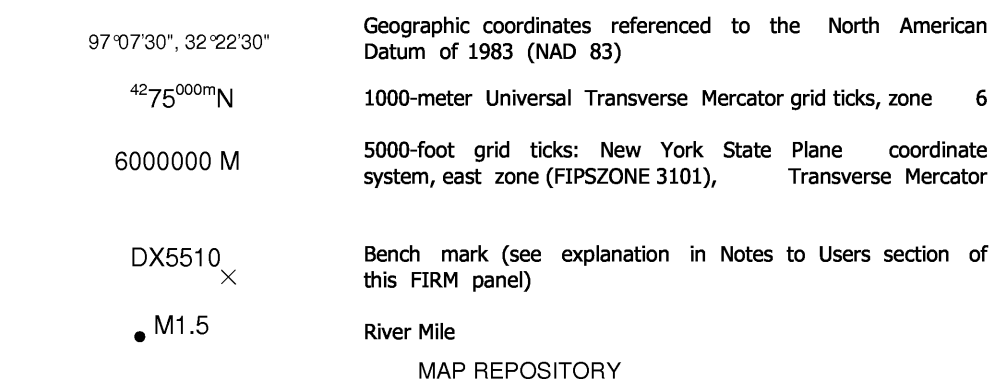 97°07'30", 32°22'30" Geographic coordinates referenced to the North American
Datum of 1983 (NAD 83)
4275000mN 1000-meter Universal Transverse Mercator grid ticks, zone 6
6000000 M 5000-foot grid ticks: New York State Plane coordinate
system, east zone (FIPSZONE 3101), Transverse Mercator
DX5510 Bench mark (see explanation in Notes to Users section of
this FIRM panel)
M1.5 River Mile
MAP REPOSITORY